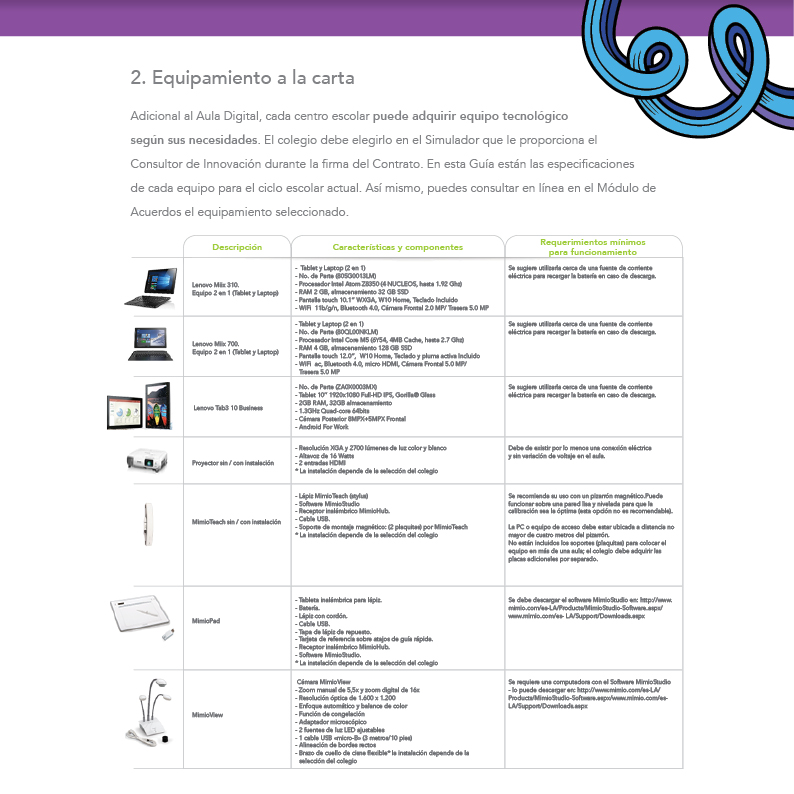 2. Equipamiento a la carta
Adicional al Aula Digital, cada centro escolar puede adquirir equipo tecnológico
según sus necesidades. El colegio debe elegirlo en el Simulador que le proporciona el
Consultor de Innovación durante la firma del Contrato. En esta Guía están las especificaciones
de cada equipo para el ciclo escolar actual. Así mismo, puedes consultar en línea en el Módulo de
Acuerdos el equipamiento seleccionado.
Descripción
Características y componentes
Requerimientos mínimos
para funcionamiento
Lenovo Miix 310.
Equipo 2 en 1 (Tablet y Laptop)
- Tablet y Laptop (2 en 1)
- No. de Parte (80SG0013LM)
- Procesador Intel Atom Z8350 (4 NUCLEOS, hasta 1.92 Ghz)
- RAM 2 GB, almacenamiento 32 GB SSD
- Pantalla touch 10.1" WXGA, W10 Home, Teclado Incluido
- WiFi 11b/g/n, Bluetooth 4.0, Cámara Frontal 2.0 MP/ Trasera 5.0 MP
Se sugiere utilizarla cerca de una fuente de corriente
eléctrica para recargar la batería en caso de descarga.
Lenovo Miix 700.
Equipo 2 en 1 (Tablet y Laptop)
- Tablet y Laptop (2 en 1)
- No. de Parte (80QL00NKLM)
- Procesador Intel Core M5 (6Y54, 4MB Cache, hasta 2.7 Ghz)
- RAM 4 GB, almacenamiento 128 GB SSD
- Pantalla touch 12.0", W10 Home, Teclado y pluma activa Incluido
- WiFi ac, Bluetooth 4.0, micro HDMI, Cámara Frontal 5.0 MP/
Trasera 5.0 MP
Se sugiere utilizarla cerca de una fuente de corriente
eléctrica para recargar la batería en caso de descarga.
Lenovo Tab3 10 Business
- No. de Parte (ZA0X0003MX)
- Tablet 10" 1920x1080 Full-HD IPS, Gorilla® Glass
- 2GB RAM, 32GB almacenamiento
- 1.3GHz Quad-core 64bits
- Cámara Posterior 8MPX+5MPX Frontal
- Android For Work
Se sugiere utilizarla cerca de una fuente de corriente
eléctrica para recargar la batería en caso de descarga.
Proyector sin / con instalación
- Resolución XGA y 2700 lúmenes de luz color y blanco
- Altavoz de 16 Watts
- 2 entradas HDMI
* La instalación depende de la selección del colegio
Debe de existir por lo menos una conexión eléctrica
y sin variación de voltaje en el aula.
MimioTeach sin / con instalación
- Lápiz MimioTeach (stylus)
- Software MimioStudio
- Receptor inalámbrico MimioHub.
- Cable USB.
- Soporte de montaje magnético: (2 plaquitas) por MimioTeach
* La instalación depende de la selección del colegio
Se recomienda su uso con un pizarrón magnético.Puede
funcionar sobre una pared lisa y nivelada para que la
calibración sea la óptima (esta opción no es recomendable).
La PC o equipo de acceso debe estar ubicada a distancia no
mayor de cuatro metros del pizarrón.
No están incluidos los soportes (plaquitas) para colocar el
equipo en más de una aula; el colegio debe adquirir las
placas adicionales por separado.
MimioPad
- Tableta inalámbrica para lápiz.
- Batería.
- Lápiz con cordón.
- Cable USB.
- Tapa de lápiz de repuesto.
- Tarjeta de referencia sobre atajos de guía rápida.
- Receptor inalámbrico MimioHub.
- Software MimioStudio.
* La instalación depende de la selección del colegio
Se debe descargar el software MimioStudio en: http://www.
mimio.com/es-LA/Products/MimioStudio-Software.aspx/
www.mimio.com/es- LA/Support/Downloads.aspx
MimioView
Cámara MimioView
- Zoom manual de 5,5x y zoom digital de 16x
- Resolución óptica de 1.600 x 1.200
- Enfoque automático y balance de color
- Función de congelación
- Adaptador microscópico
- 2 fuentes de luz LED ajustables
- 1 cable USB «micro-B» (3 metros/10 pies)
- Alineación de bordes rectos
- Brazo de cuello de cisne flexible* la instalación depende de la
selección del colegio
Se requiere una computadora con el Software MimioStudio
- lo puede descargar en: http://www.mimio.com/es-LA/
Products/MimioStudio-Software.aspx/www.mimio.com/es-
LA/Support/Downloads.aspx